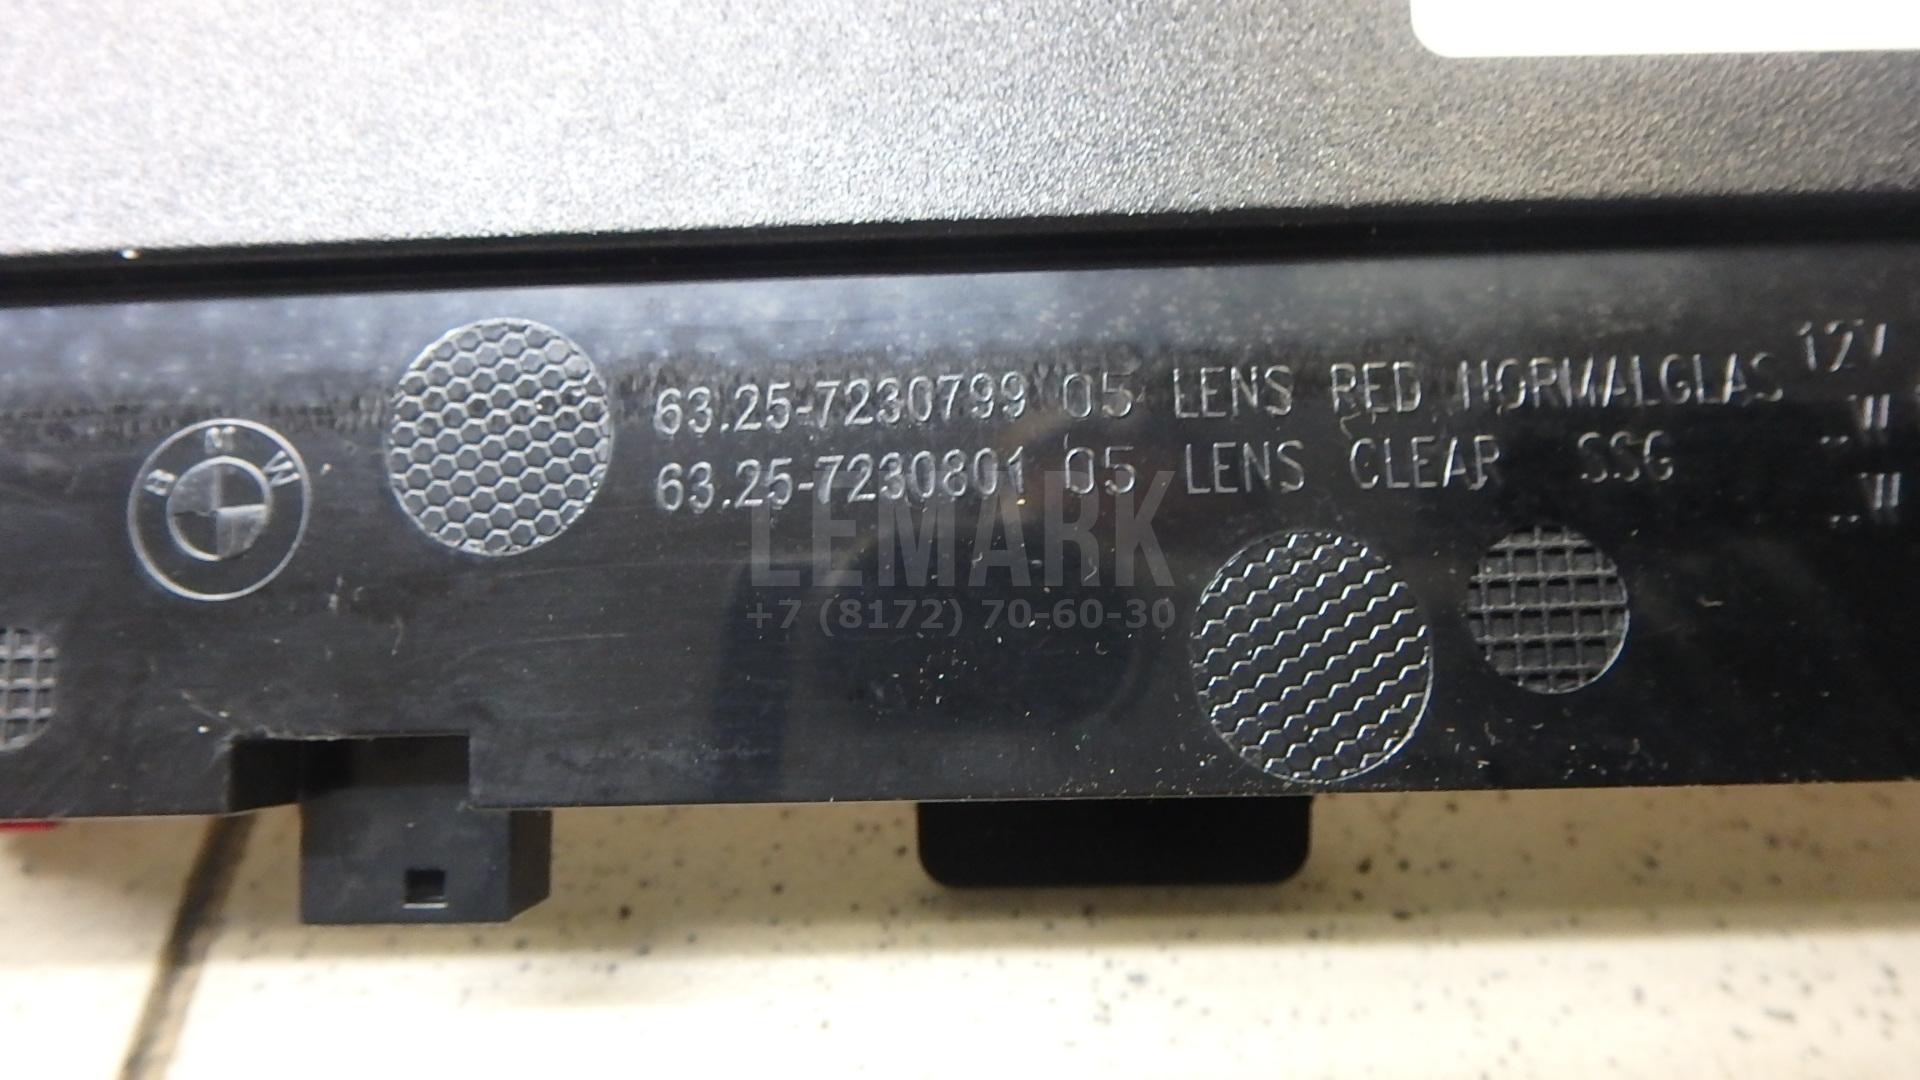 BMW
63.25-7230799 05 LENS RED NORMALGLAS 12V
63.25-7230801 05 LENS CLEAR SSG
..W
..W
LEMARK
+7 (8172) 70-60-30